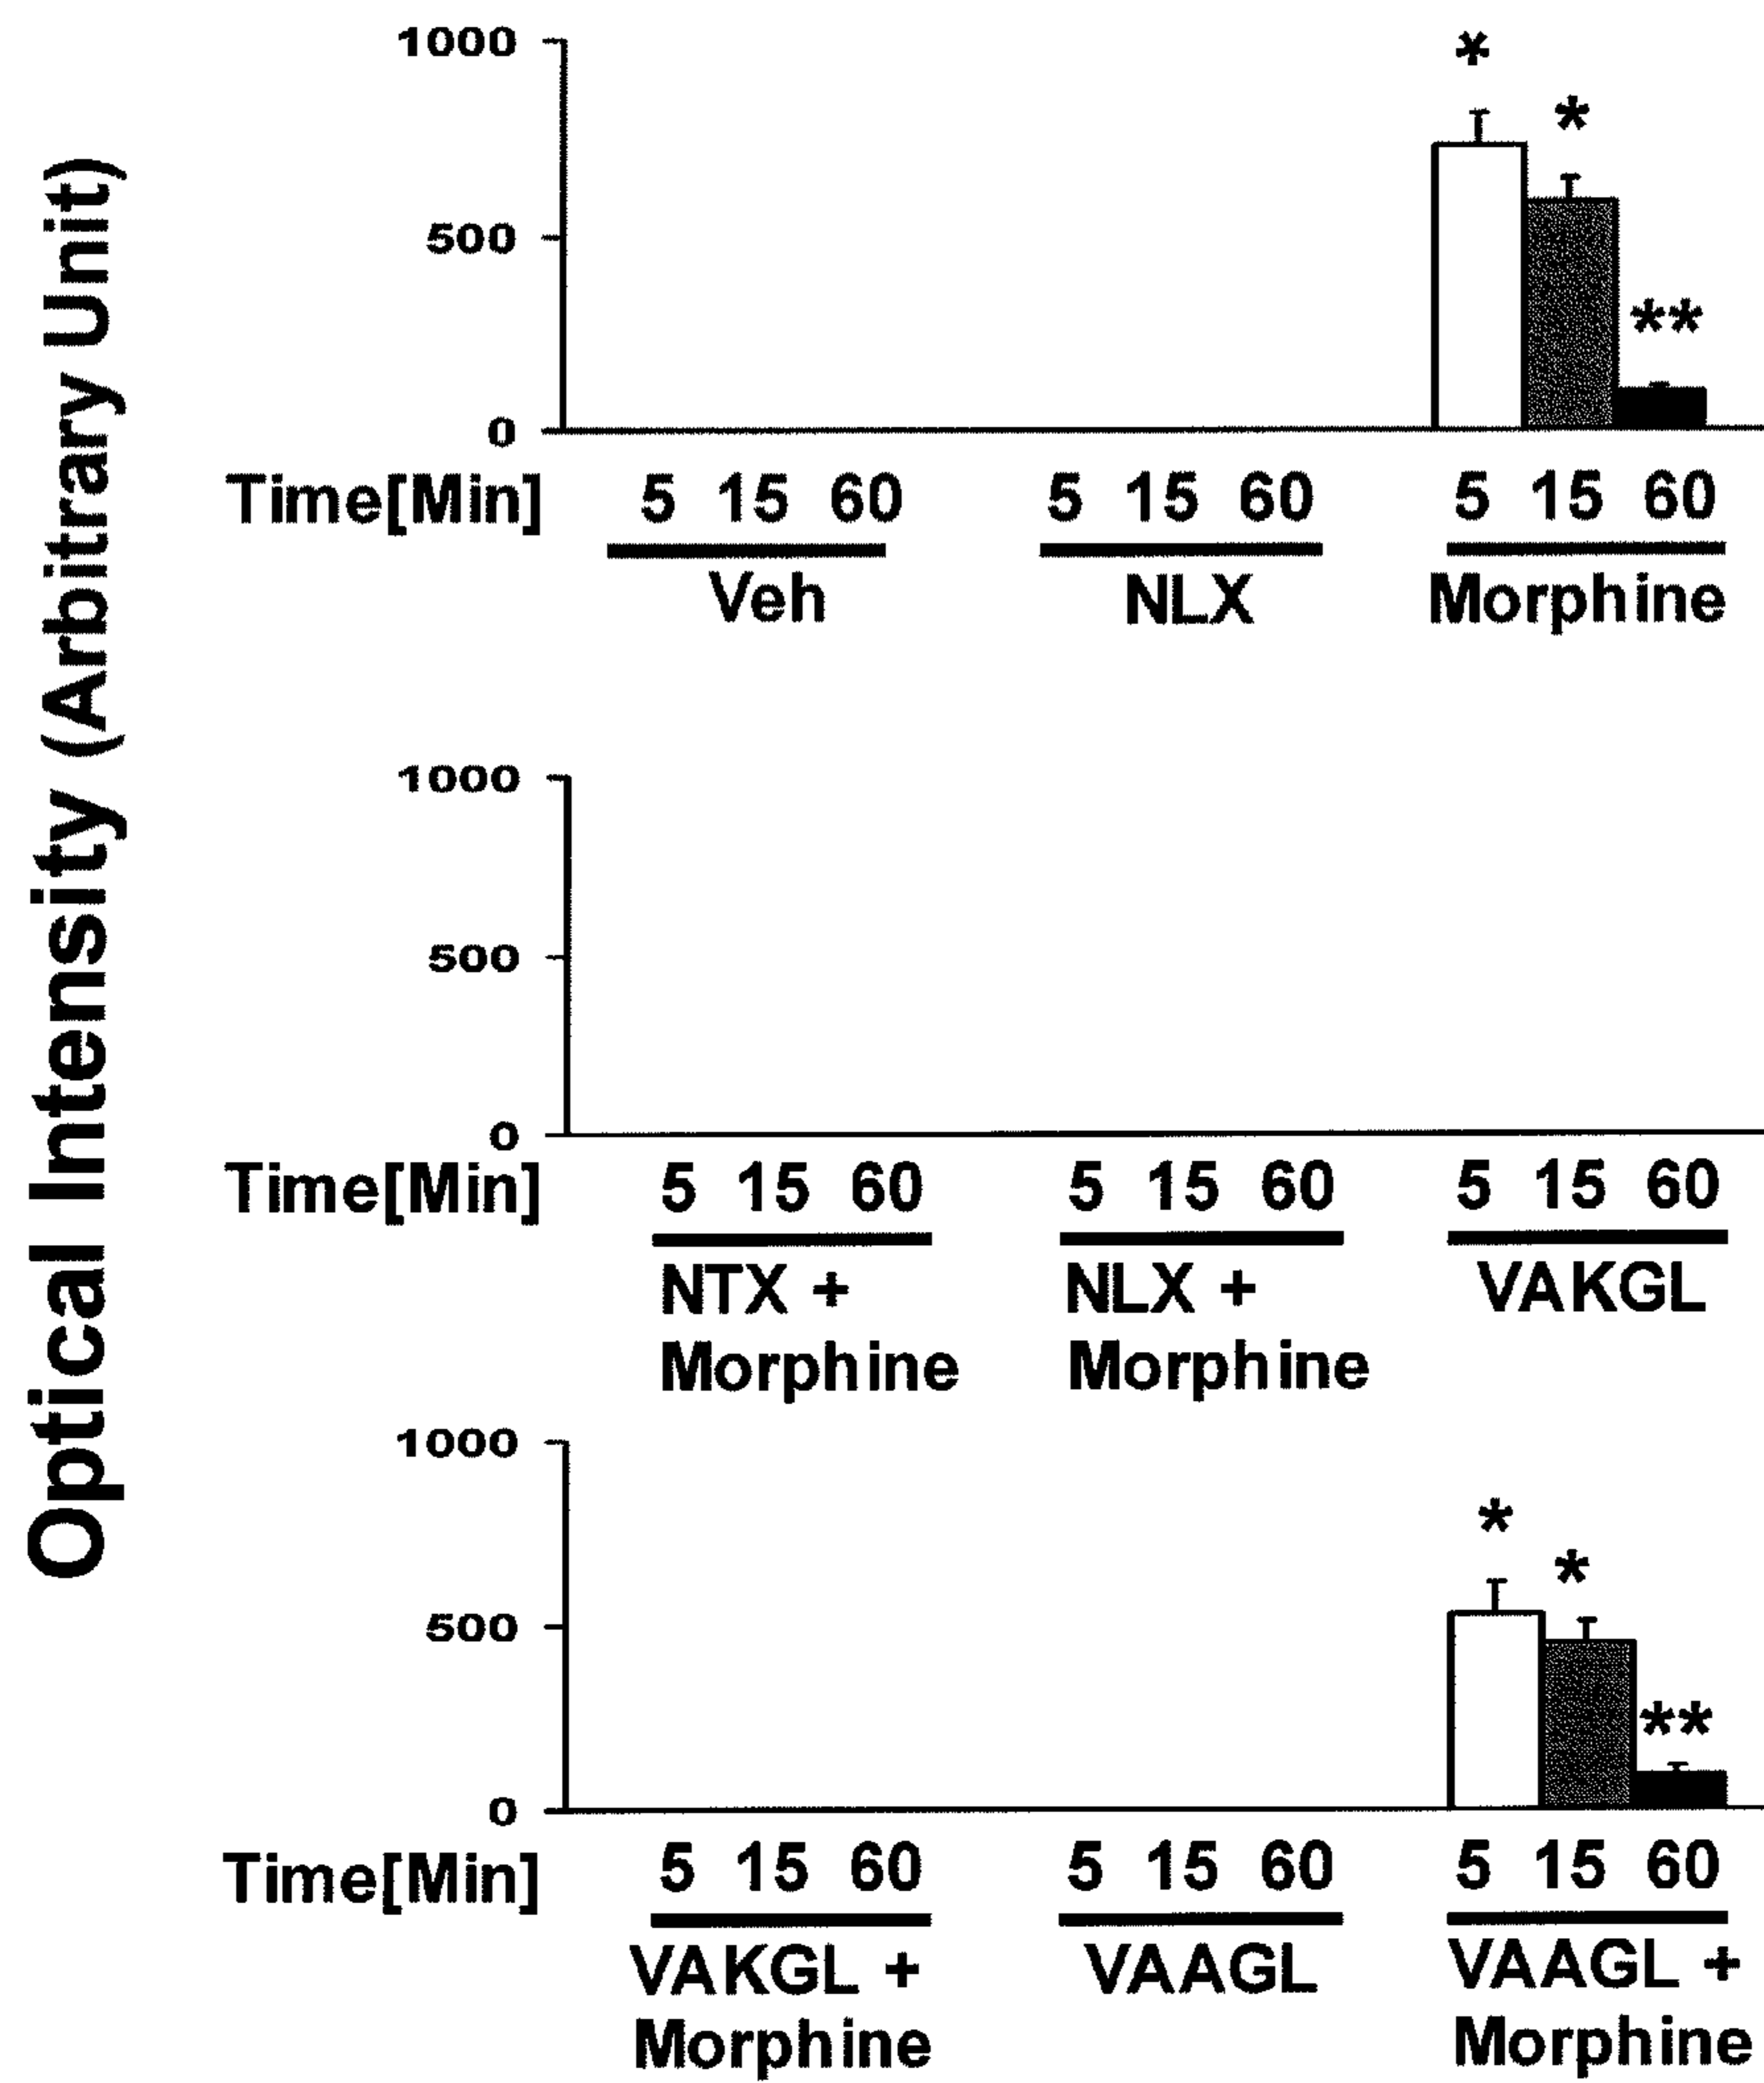 Optical Intensity (Arbitrary Unit)
1000
*
*
500
**
0
Time[Min] 5 15 60 5 15 60 5 15 60
Veh NLX Morphine
1000
500
0
Time[Min] 5 15 60 5 15 60 5 15 60
NTX + NLX + VAKGL
Morphine Morphine
1000
*
*
500
**
0
Time[Min] 5 15 60 5 15 60 5 15 60
VAKGL + VAAGL VAAGL +
Morphine Morphine